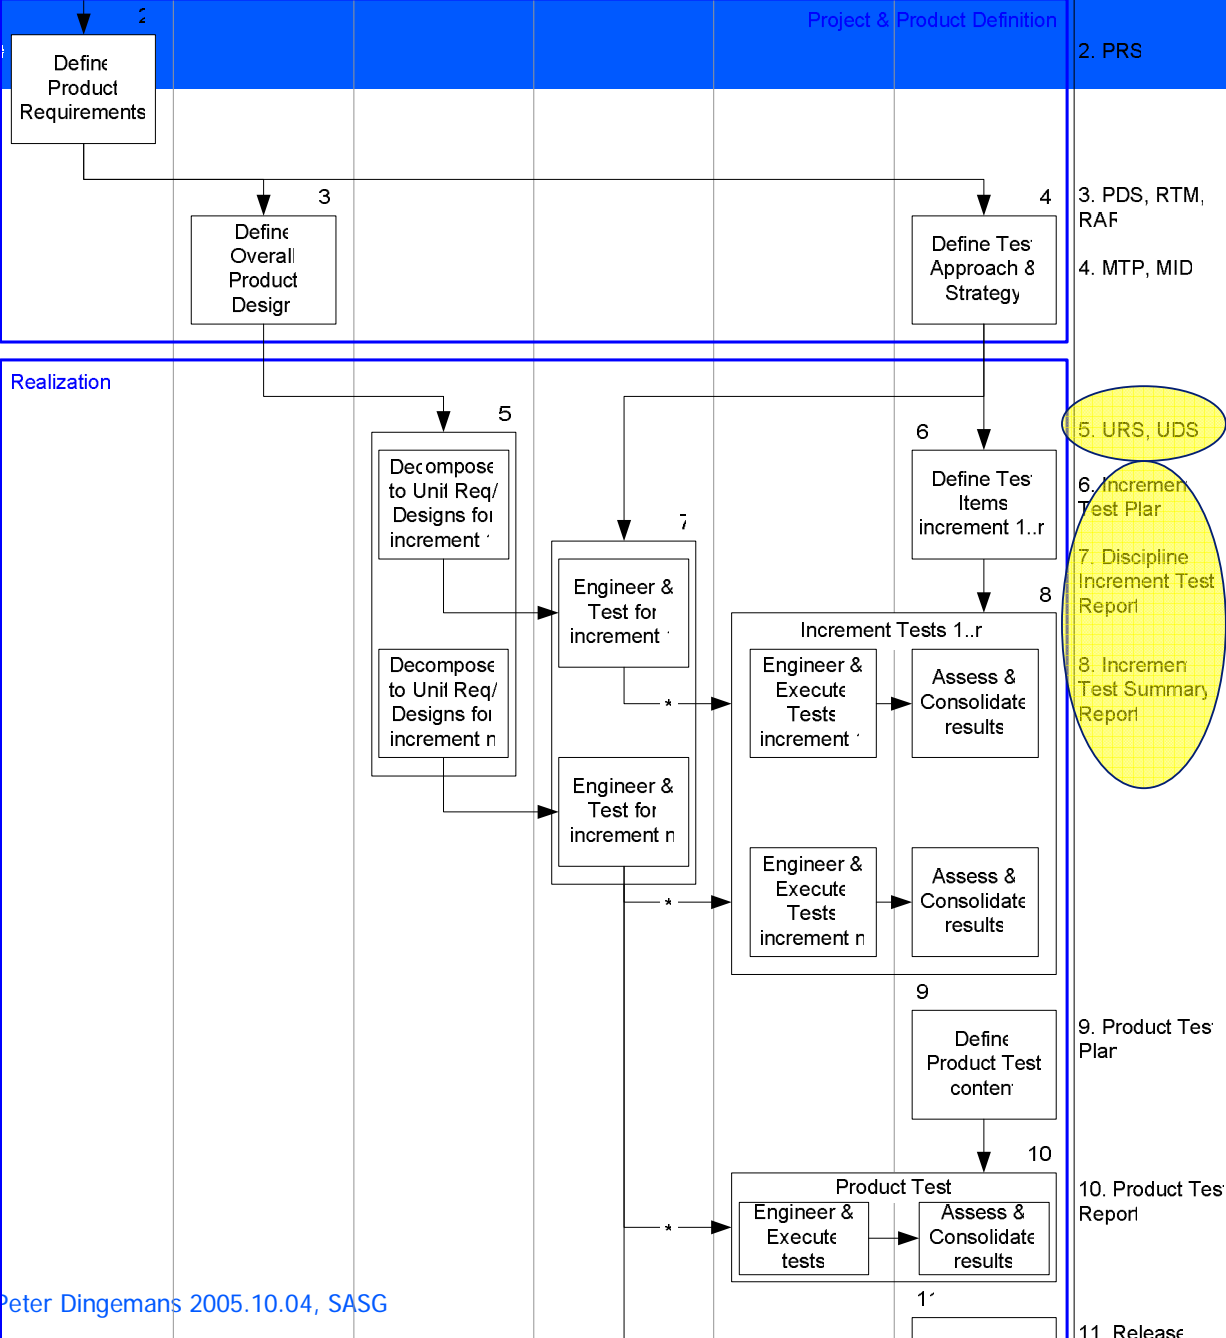 Project & Product Definition
2. PRS
Define
Product
Requirements
3
4
3. PDS, RTM,
RAR
Define
Overall
Product
Design
Define Test
Approach &
Strategy
4. MTP, MID
Realization
5
6
5. URS, UDS
Decompose
to Unit Req/
Designs for
increment 1
Define Test
Items
increment 1..n
6. Increment
Test Plan
7
7. Discipline
Increment Test
Report
Engineer &
Test for
increment 1
8
Increment Tests 1..n
Decompose
to Unit Req/
Designs for
increment n
Engineer &
Execute
Tests
increment 1
Assess &
Consolidate
results
8. Increment
Test Summary
Report
*
Engineer &
Test for
increment n
Engineer &
Execute
Tests
increment n
Assess &
Consolidate
results
*
9
Define
Product Test
content
9. Product Test
Plan
10
Product Test
Engineer &
Execute
tests
Assess &
Consolidate
results
10. Product Test
Report
*
Peter Dingemans 2005.10.04, SASG
11
11. Release